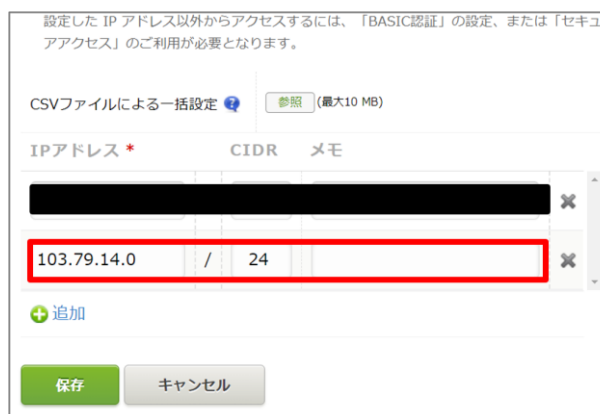 設定した IP アドレス以外からアクセスするには、「BASIC認証」の設定、または「セキュ
アアクセス」のご利用が必要となります。
CSVファイルによる一括設定 ? 参照 (最大10 MB)
IPアドレス * CIDR メモ
103.79.14.0 / 24
追加
保存 キャンセル